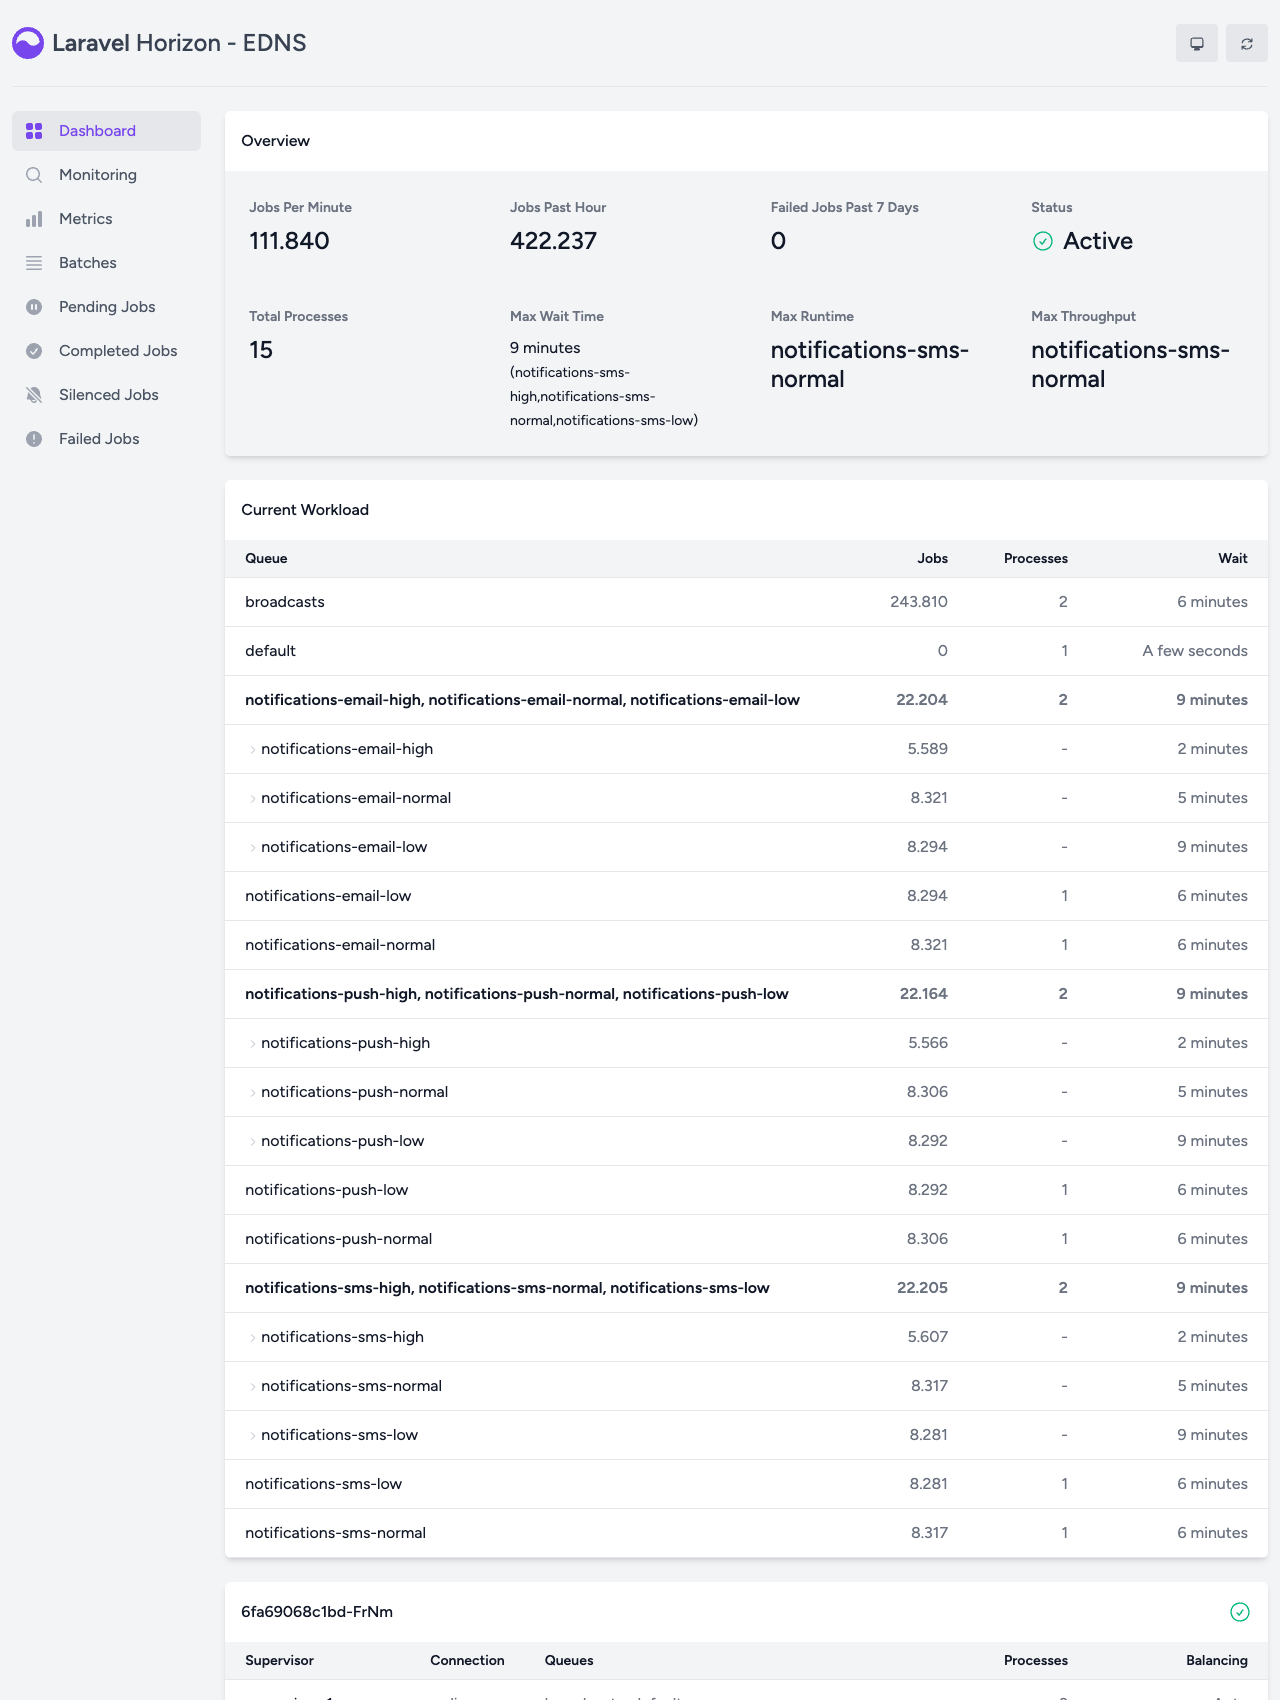 Laravel Horizon - EDNS
Dashboard
Monitoring
Metrics
Batches
Pending Jobs
Completed Jobs
Silenced Jobs
Failed Jobs
Overview
Jobs Per Minute
111.840
Jobs Past Hour
422.237
Failed Jobs Past 7 Days
0
Status
Active
Total Processes
15
Max Wait Time
9 minutes
(notifications-sms-
high,notifications-sms-
normal,notifications-sms-low)
Max Runtime
notifications-sms-
normal
Max Throughput
notifications-sms-
normal
Current Workload
Queue Jobs Processes Wait
broadcasts 243.810 2 6 minutes
default 0 1 A few seconds
notifications-email-high, notifications-email-normal, notifications-email-low 22.204 2 9 minutes
notifications-email-high 5.589 - 2 minutes
notifications-email-normal 8.321 - 5 minutes
notifications-email-low 8.294 - 9 minutes
notifications-email-low 8.294 1 6 minutes
notifications-email-normal 8.321 1 6 minutes
notifications-push-high, notifications-push-normal, notifications-push-low 22.164 2 9 minutes
notifications-push-high 5.566 - 2 minutes
notifications-push-normal 8.306 - 5 minutes
notifications-push-low 8.292 - 9 minutes
notifications-push-low 8.292 1 6 minutes
notifications-push-normal 8.306 1 6 minutes
notifications-sms-high, notifications-sms-normal, notifications-sms-low 22.205 2 9 minutes
notifications-sms-high 5.607 - 2 minutes
notifications-sms-normal 8.317 - 5 minutes
notifications-sms-low 8.281 - 9 minutes
notifications-sms-low 8.281 1 6 minutes
notifications-sms-normal 8.317 1 6 minutes
6fa69068c1bd-FrNm
Supervisor Connection Queues Processes Balancing